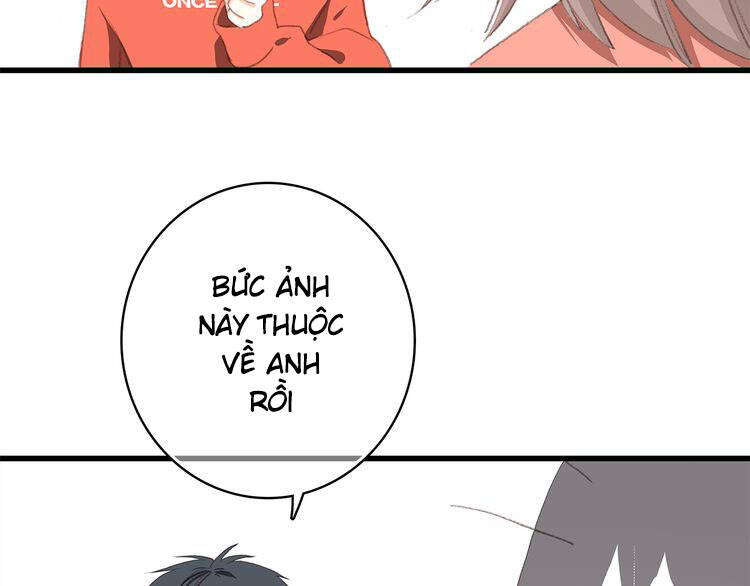 ONCE
BỨC ẢNH
NÀY THUỘC
VỀ ANH
RỒI